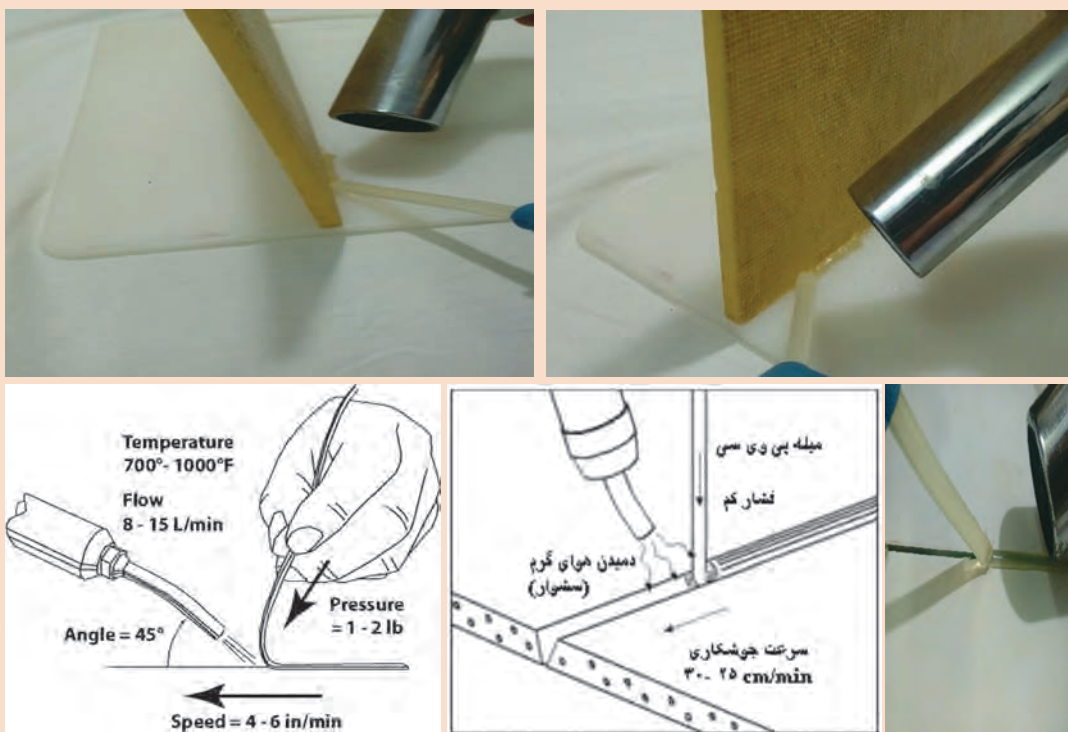 Temperature
700°- 1000°F
Flow
8 - 15 L/min
Angle = 45°
Pressure
= 1 - 2 lb
Speed = 4 - 6 in/min
میله پی وی سی
فشار کم
دمیدن هوای گرم
(سشوار)
سرعت جوشکاری
۳۰- ۲۵ cm/min